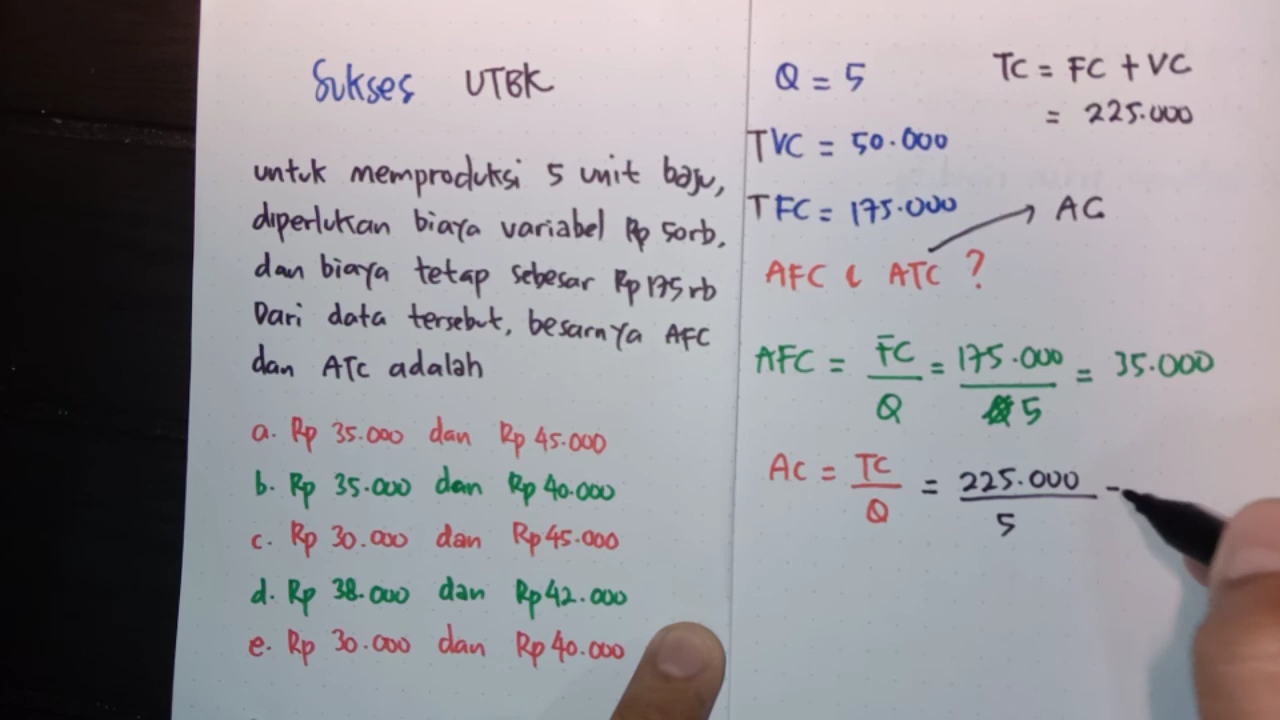 Sukses UTBK
untuk memproduksi 5 unit baju,
diperlukan biaya variabel Rp 50rb,
dan biaya tetap sebesar Rp 175rb
Dari data tersebut, besarnya AFC
dan ATC adalah
a. Rp 35.000 dan Rp 45.000
b. Rp 35.000 dan Rp 40.000
c. Rp 30.000 dan Rp 45.000
d. Rp 38.000 dan Rp 42.000
e. Rp 30.000 dan Rp 40.000
Q = 5
TC = FC + VC
= 225.000
TVC = 50.000
TFC = 175.000
AC
AFC & ATC ?
AFC = FC / Q = 175.000 / 5 = 35.000
AC = TC / Q = 225.000 / 5